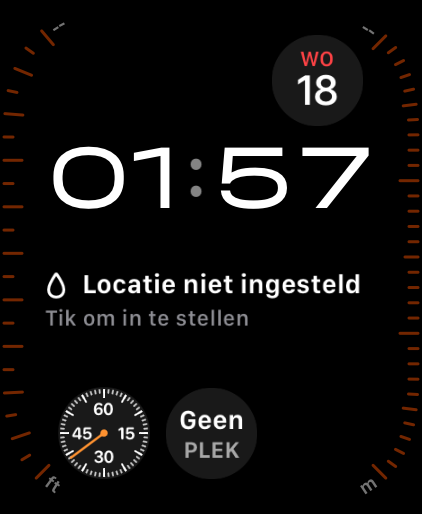 --
--
WO
18
01:57
Locatie niet ingesteld
Tik om in te stellen
60
45
15
30
Geen
PLEK
ft
m